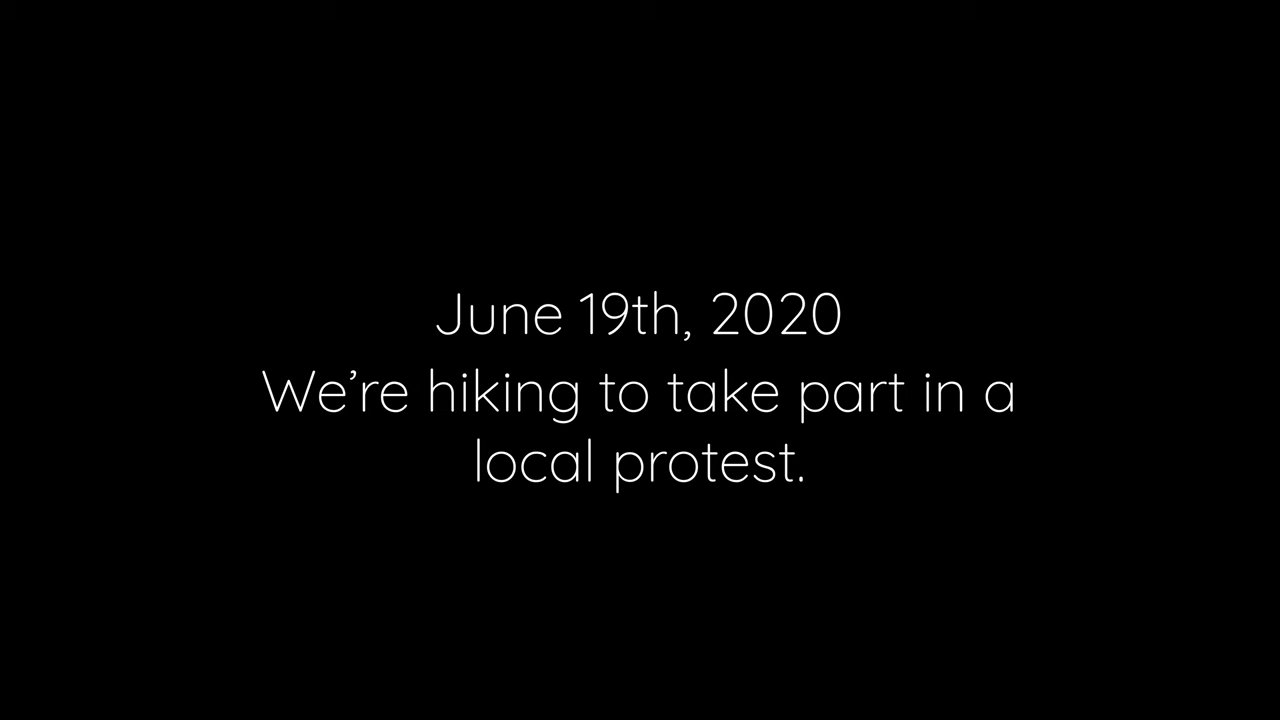 June 19th, 2020
We’re hiking to take part in a
local protest.